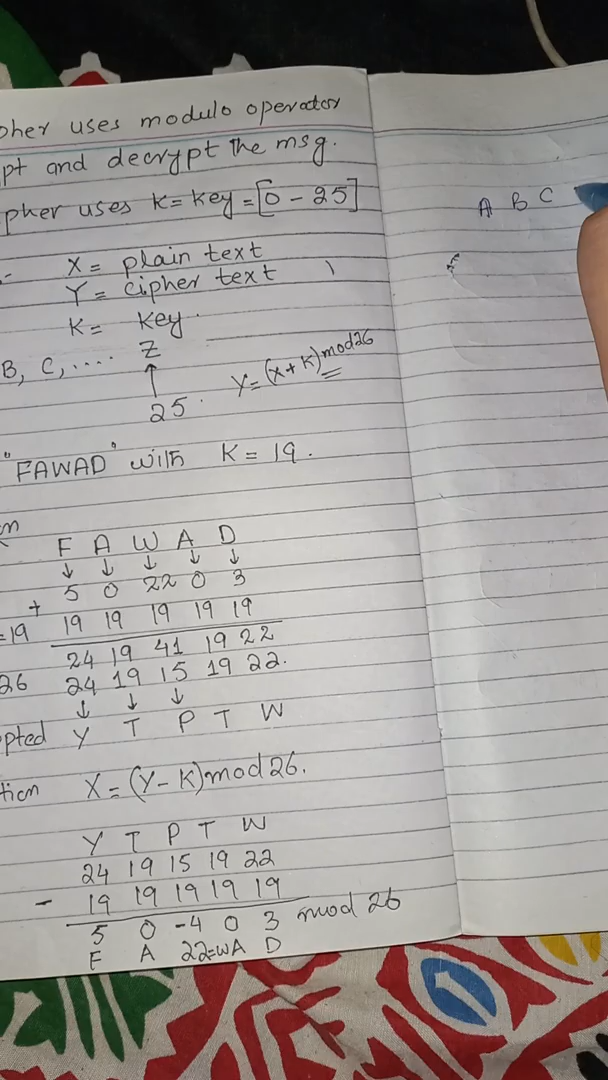 pher uses modulo operator
pt and decrypt the msg.
pher uses K = Key = [0 - 25]
:- X = plain text
Y = cipher text
K = Key.
B, C, .... Z
↑
25.
Y = (X + K) mod 26
"FAWAD" with K = 19.
F A W A D
↓ ↓ ↓ ↓ ↓
+ 5 0 22 0 3
=19 19 19 19 19 19
24 19 41 19 22
26 24 19 15 19 22.
↓ ↓ ↓
pted Y T P T W
tion X = (Y - K) mod 26.
Y T P T W
24 19 15 19 22
- 19 19 19 19 19
5 0 -4 0 3 mod 26
F A 22=W A D
A B C